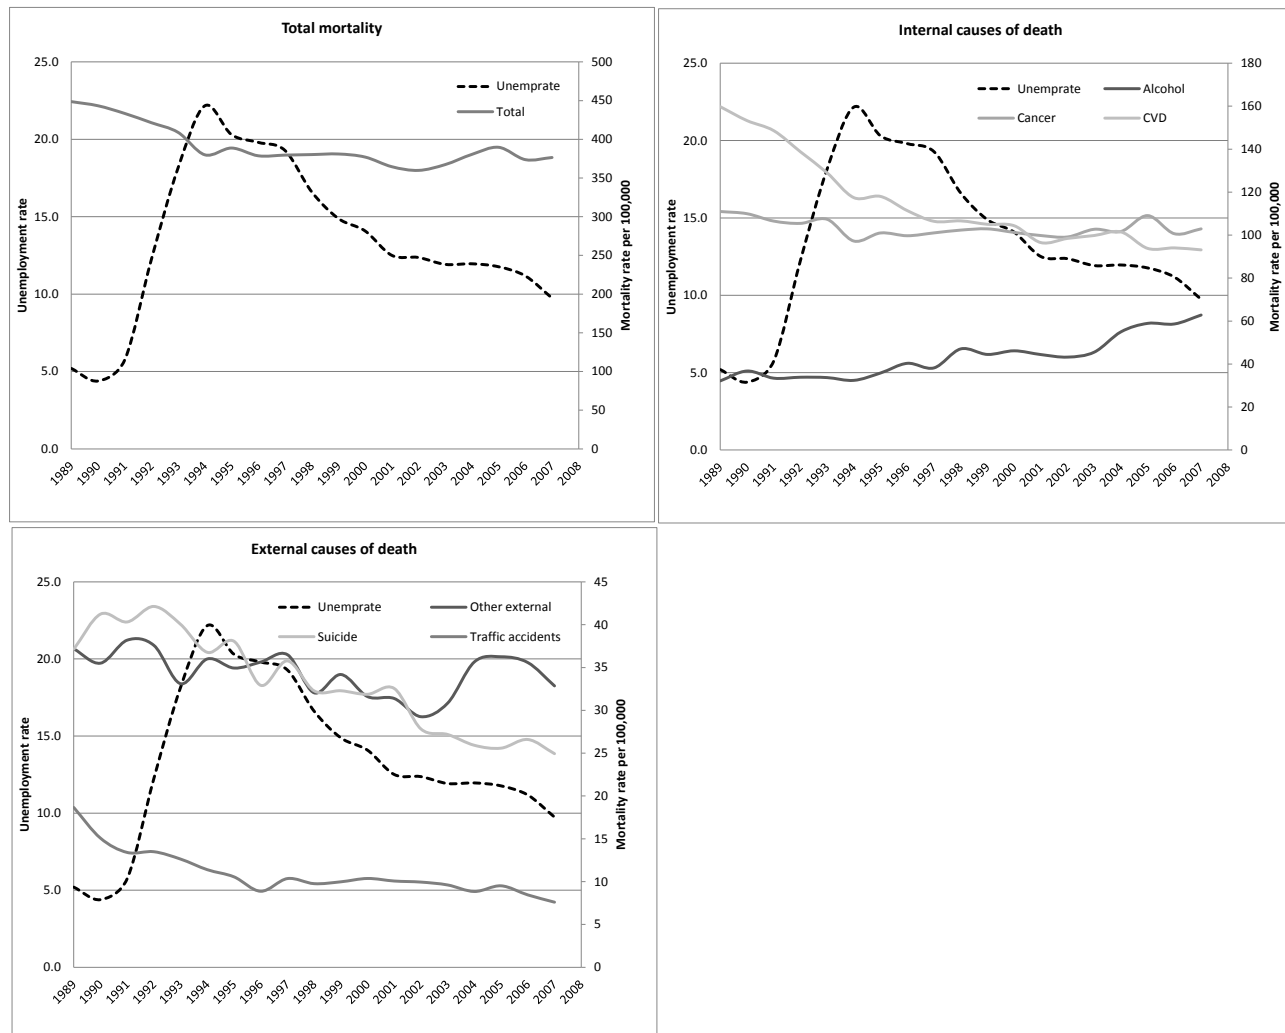 Total mortality
25.0
20.0
15.0
10.0
5.0
0.0
Unemployment rate
Unemprate
Total
500
450
400
350
300
250
200
150
100
50
0
Mortality rate per 100,000
1989 1990 1991 1992 1993 1994 1995 1996 1997 1998 1999 2000 2001 2002 2003 2004 2005 2006 2007 2008
Internal causes of death
25.0
20.0
15.0
10.0
5.0
0.0
Unemployment rate
Unemprate Alcohol
Cancer CVD
180
160
140
120
100
80
60
40
20
0
Mortality rate per 100,000
1989 1990 1991 1992 1993 1994 1995 1996 1997 1998 1999 2000 2001 2002 2003 2004 2005 2006 2007 2008
External causes of death
25.0
20.0
15.0
10.0
5.0
0.0
Unemployment rate
Unemprate Other external
Suicide Traffic accidents
45
40
35
30
25
20
15
10
5
0
Mortality rate per 100,000
1989 1990 1991 1992 1993 1994 1995 1996 1997 1998 1999 2000 2001 2002 2003 2004 2005 2006 2007 2008